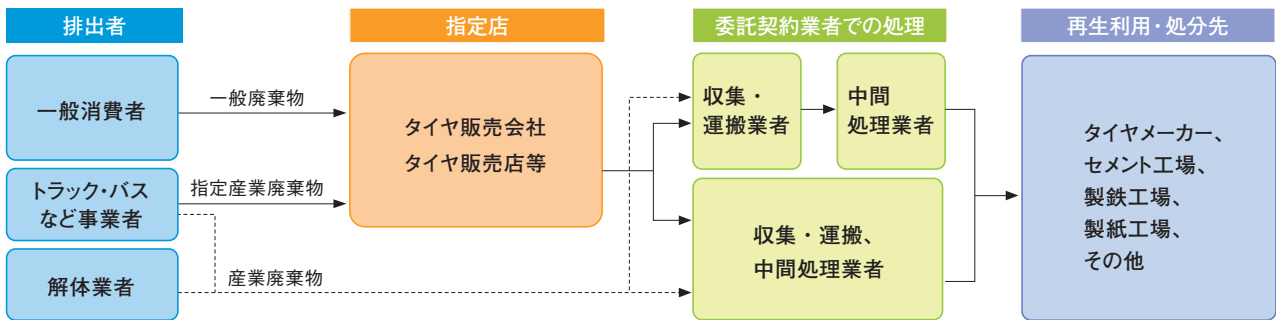 排出者
指定店
委託契約業者での処理
再生利用・処分先
一般消費者
一般廃棄物
トラック・バス
など事業者
指定産業廃棄物
解体業者
産業廃棄物
タイヤ販売会社
タイヤ販売店等
収集・
運搬業者
中間
処理業者
収集・運搬、
中間処理業者
タイヤメーカー、
セメント工場、
製鉄工場、
製紙工場、
その他